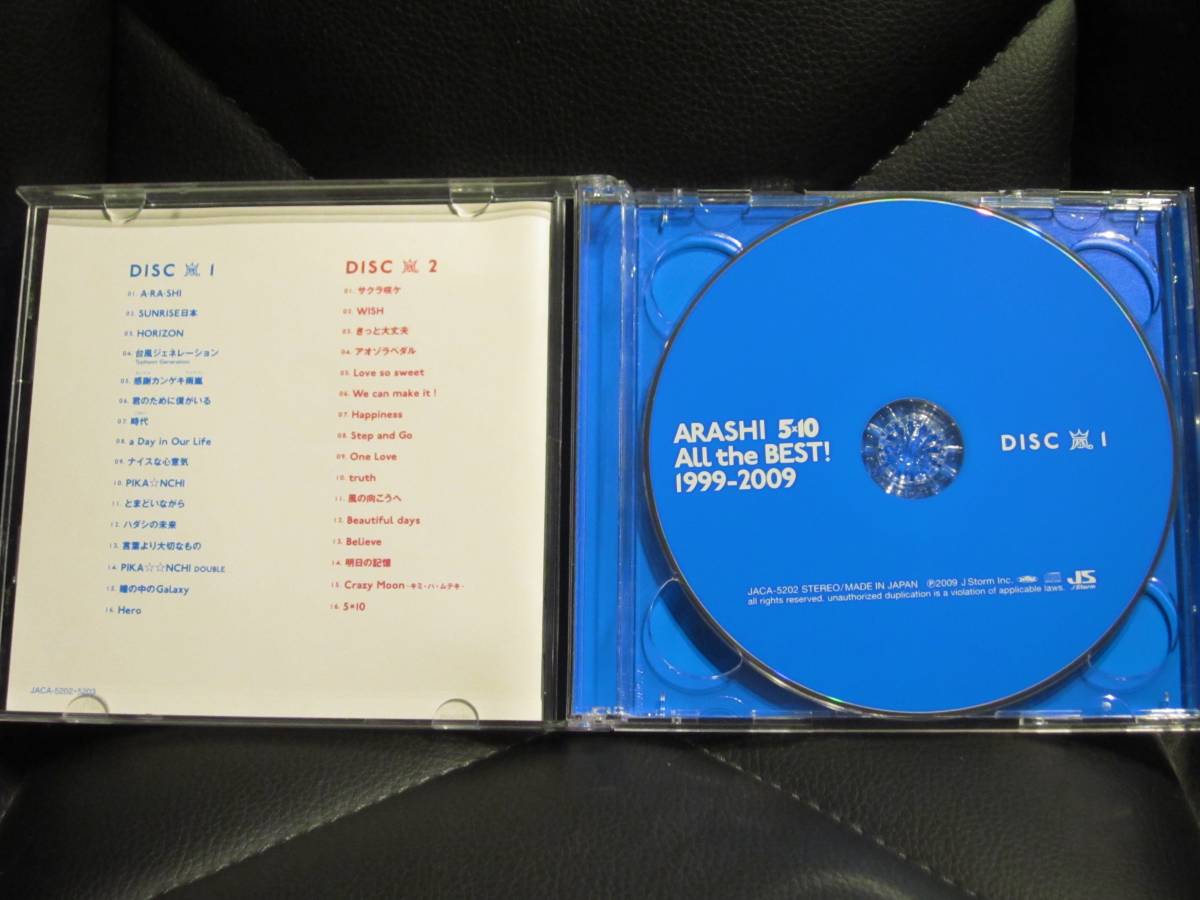 DISC 嵐 1
01. A·RA·SHI
02. SUNRISE日本
03. HORIZON
04. 台風ジェネレーション
Typhoon Generation
05. 感謝カンゲキ雨嵐
06. 君のために僕がいる
07. 時代
08. a Day in Our Life
09. ナイスな心意気
10. PIKA☆NCHI
11. とまどいながら
12. ハダシの未来
13. 言葉より大切なもの
14. PIKA☆☆NCHI DOUBLE
15. 瞳の中のGalaxy
16. Hero
JACA-5202~5203
DISC 嵐 2
01. サクラ咲ケ
02. WISH
03. きっと大丈夫
04. アオゾラペダル
05. Love so sweet
06. We can make it!
07. Happiness
08. Step and Go
09. One Love
10. truth
11. 風の向こうへ
12. Beautiful days
13. Believe
14. 明日の記憶
15. Crazy Moon ~キミ・ハ・ムテキ~
16. 5×10
ARASHI 5×10
All the BEST!
1999-2009
DISC 嵐 1
JACA-5202 STEREO/MADE IN JAPAN ℗2009 J Storm Inc.
all rights reserved. unauthorized duplication is a violation of applicable laws.
JS
J Storm